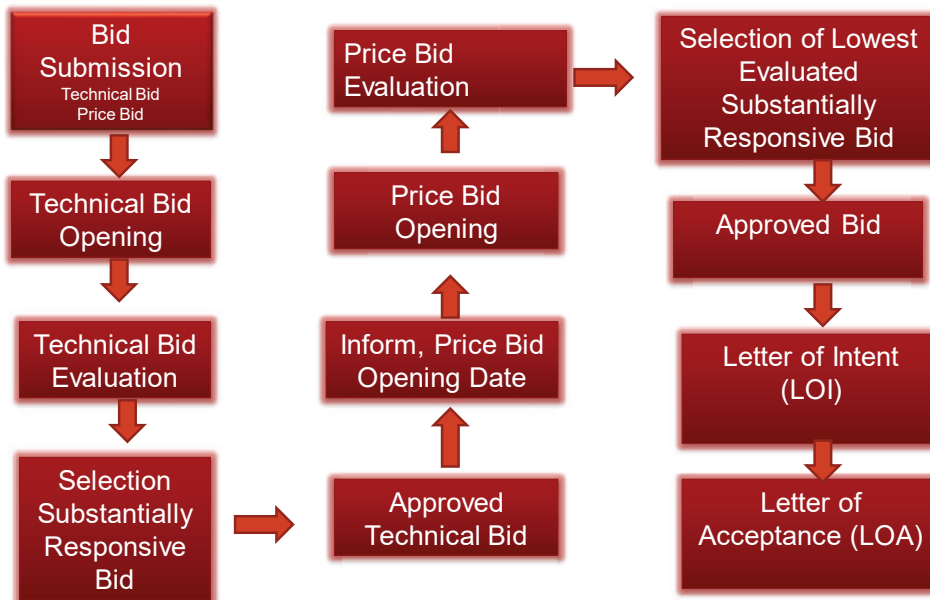 Bid
Submission
Technical Bid
Price Bid
Technical Bid
Opening
Technical Bid
Evaluation
Selection
Substantially
Responsive
Bid
Approved
Technical Bid
Inform, Price Bid
Opening Date
Price Bid
Opening
Price Bid
Evaluation
Selection of Lowest
Evaluated
Substantially
Responsive Bid
Approved Bid
Letter of Intent
(LOI)
Letter of
Acceptance (LOA)